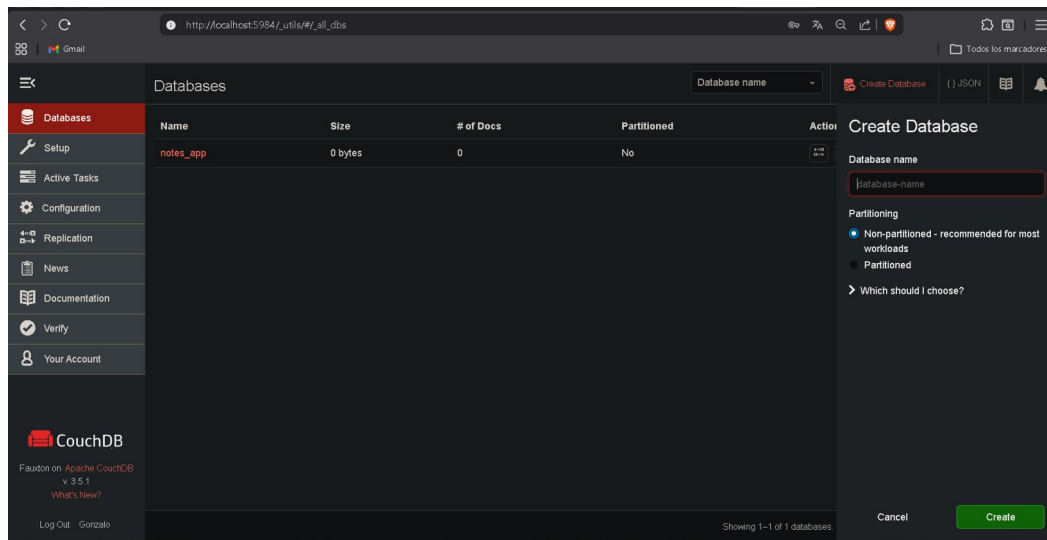 http://localhost:5984/_utils/#/_all_dbs
Gmail
Todos los marcadores
Databases
Database name
Create Database
{ } JSON
Databases
Setup
Active Tasks
Configuration
Replication
News
Documentation
Verify
Your Account
Name Size # of Docs Partitioned
notes_app 0 bytes 0 No
Create Database
Database name
database-name
Partitioning
Non-partitioned - recommended for most
workloads
Partitioned
Which should I choose?
CouchDB
Fauxton on Apache CouchDB
v. 3.5.1
What's New?
Log Out Gonzalo
Showing 1–1 of 1 databases.
Cancel
Create